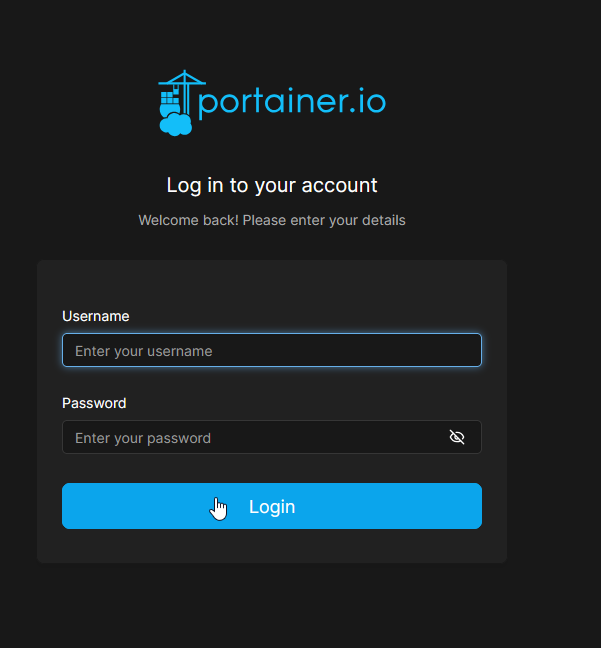 portainer.io
Log in to your account
Welcome back! Please enter your details
Username
Enter your username
Password
Enter your password
Login